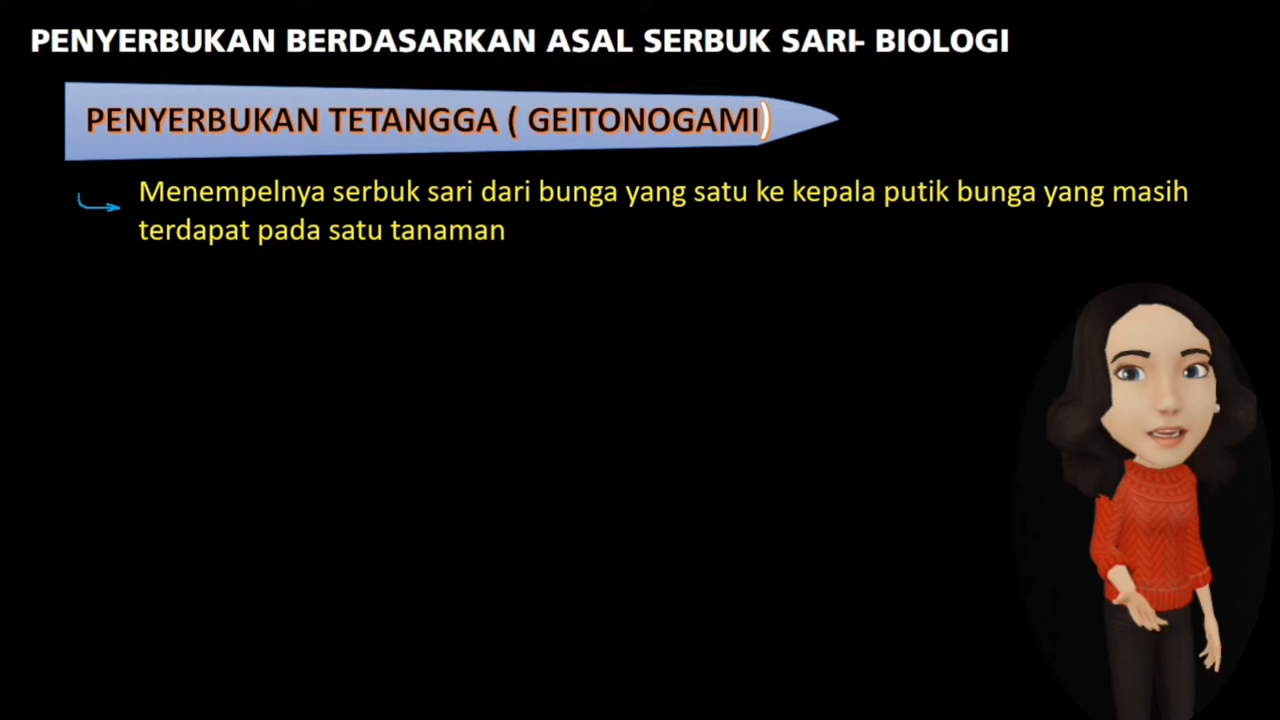 PENYERBUKAN BERDASARKAN ASAL SERBUK SARI- BIOLOGI
PENYERBUKAN TETANGGA ( GEITONOGAMI)
Menempelnya serbuk sari dari bunga yang satu ke kepala putik bunga yang masih
terdapat pada satu tanaman